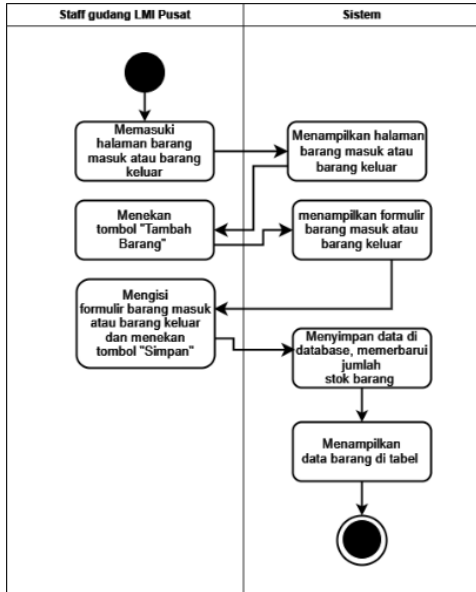 Staff gudang LMI Pusat
Sistem
Memasuki
halaman barang
masuk atau barang
keluar
Menampilkan halaman
barang masuk atau
barang keluar
Menekan
tombol "Tambah
Barang"
menampilkan formulir
barang masuk atau
barang keluar
Mengisi
formulir barang masuk
atau barang keluar
dan menekan
tombol "Simpan"
Menyimpan data di
database, memerbarui
jumlah
stok barang
Menampilkan
data barang di tabel